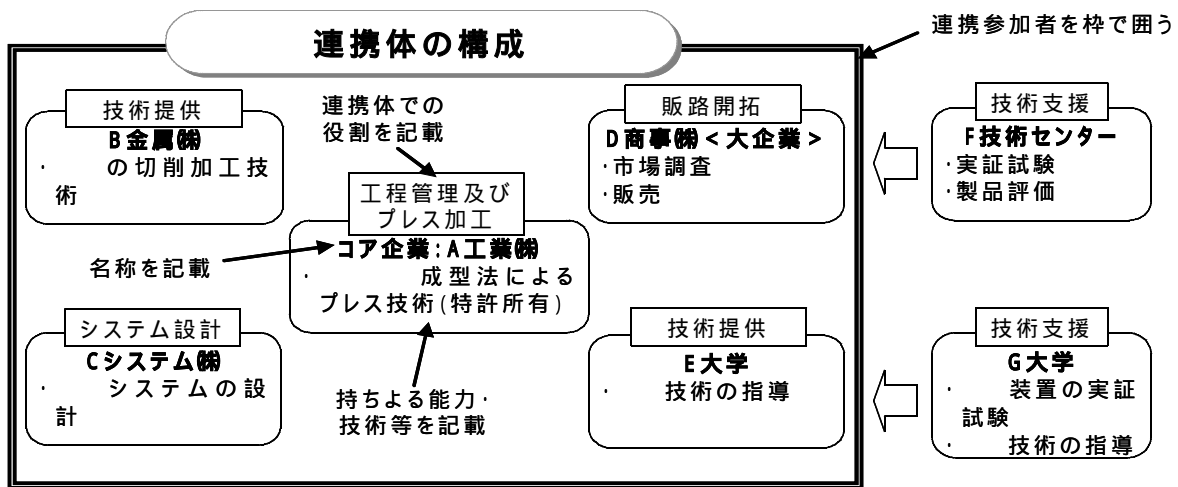 連携体の構成
連携参加者を枠で囲う
技術提供
B金属㈱
・　　の切削加工技
術
連携体での
役割を記載
工程管理及び
プレス加工
コア企業:A工業㈱
・　　　　成型法による
プレス技術(特許所有)
名称を記載
持ちよる能力・
技術等を記載
システム設計
Cシステム㈱
・　　システムの設
計
販路開拓
D商事㈱<大企業>
・市場調査
・販売
技術提供
E大学
・　　技術の指導
技術支援
F技術センター
・実証試験
・製品評価
技術支援
G大学
・　　装置の実証
試験
・　　技術の指導